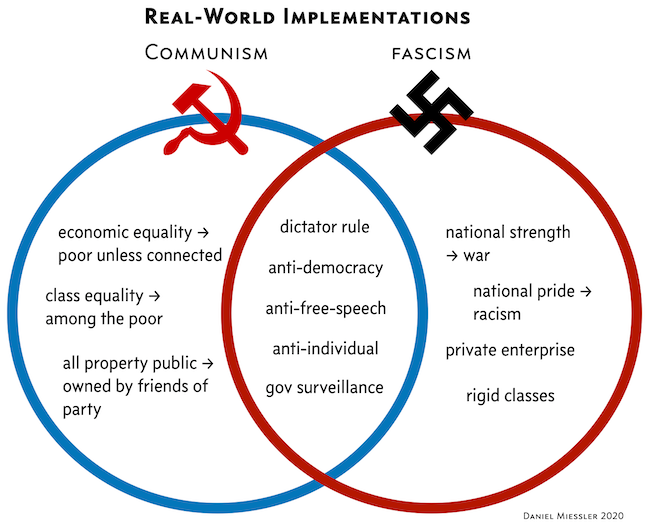 Real-World Implementations
Communism
fascism
economic equality →
poor unless connected
class equality →
among the poor
all property public →
owned by friends of
party
dictator rule
anti-democracy
anti-free-speech
anti-individual
gov surveillance
national strength
→ war
national pride →
racism
private enterprise
rigid classes
Daniel Miessler 2020